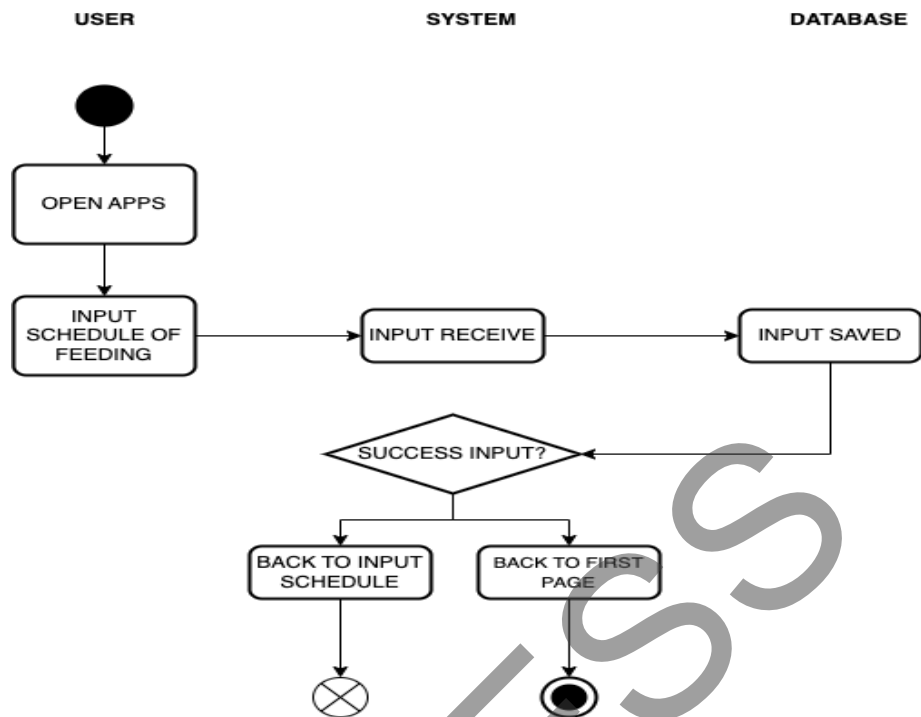 USER
SYSTEM
DATABASE
OPEN APPS
INPUT
SCHEDULE OF
FEEDING
INPUT RECEIVE
INPUT SAVED
SUCCESS INPUT?
BACK TO INPUT
SCHEDULE
BACK TO FIRST
PAGE